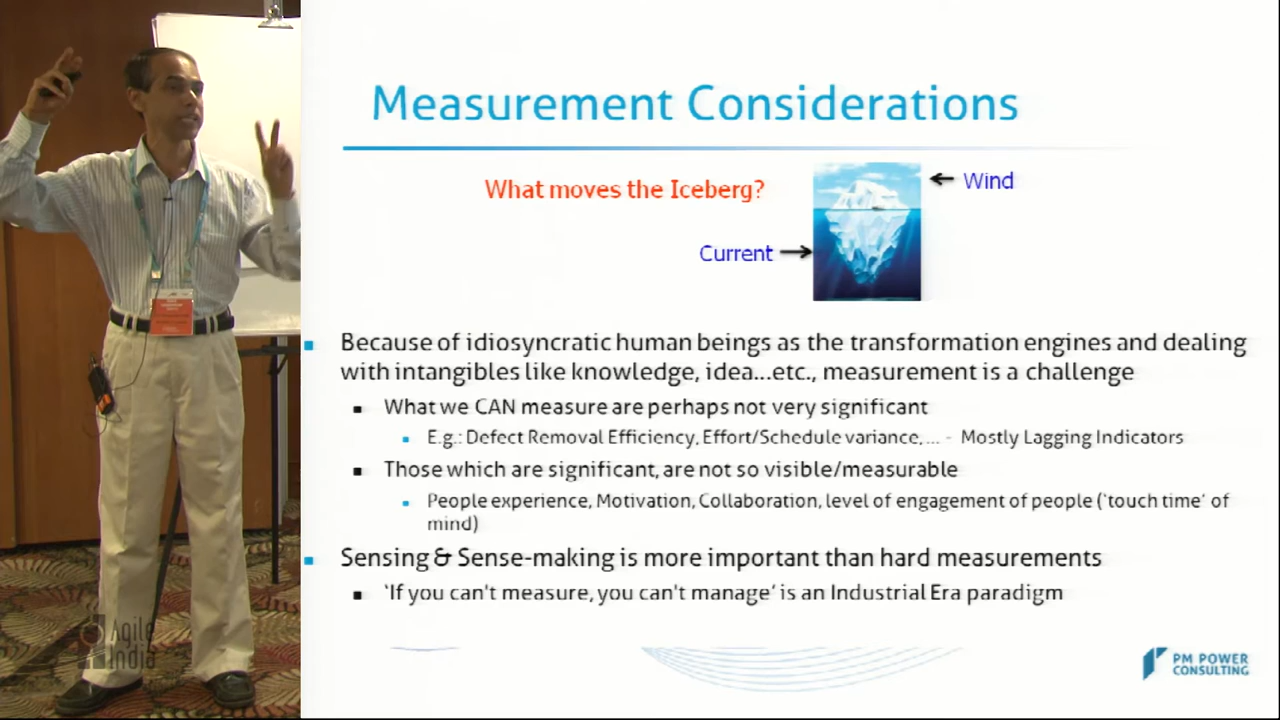 Measurement Considerations
What moves the Iceberg?
Wind
Current
Because of idiosyncratic human beings as the transformation engines and dealing
with intangibles like knowledge, idea...etc., measurement is a challenge
What we CAN measure are perhaps not very significant
E.g.: Defect Removal Efficiency, Effort/Schedule variance, ... - Mostly Lagging Indicators
Those which are significant, are not so visible/measurable
People experience, Motivation, Collaboration, level of engagement of people ('touch time' of
mind)
Sensing & Sense-making is more important than hard measurements
'If you can't measure, you can't manage' is an Industrial Era paradigm
Agile
India
PM POWER
CONSULTING